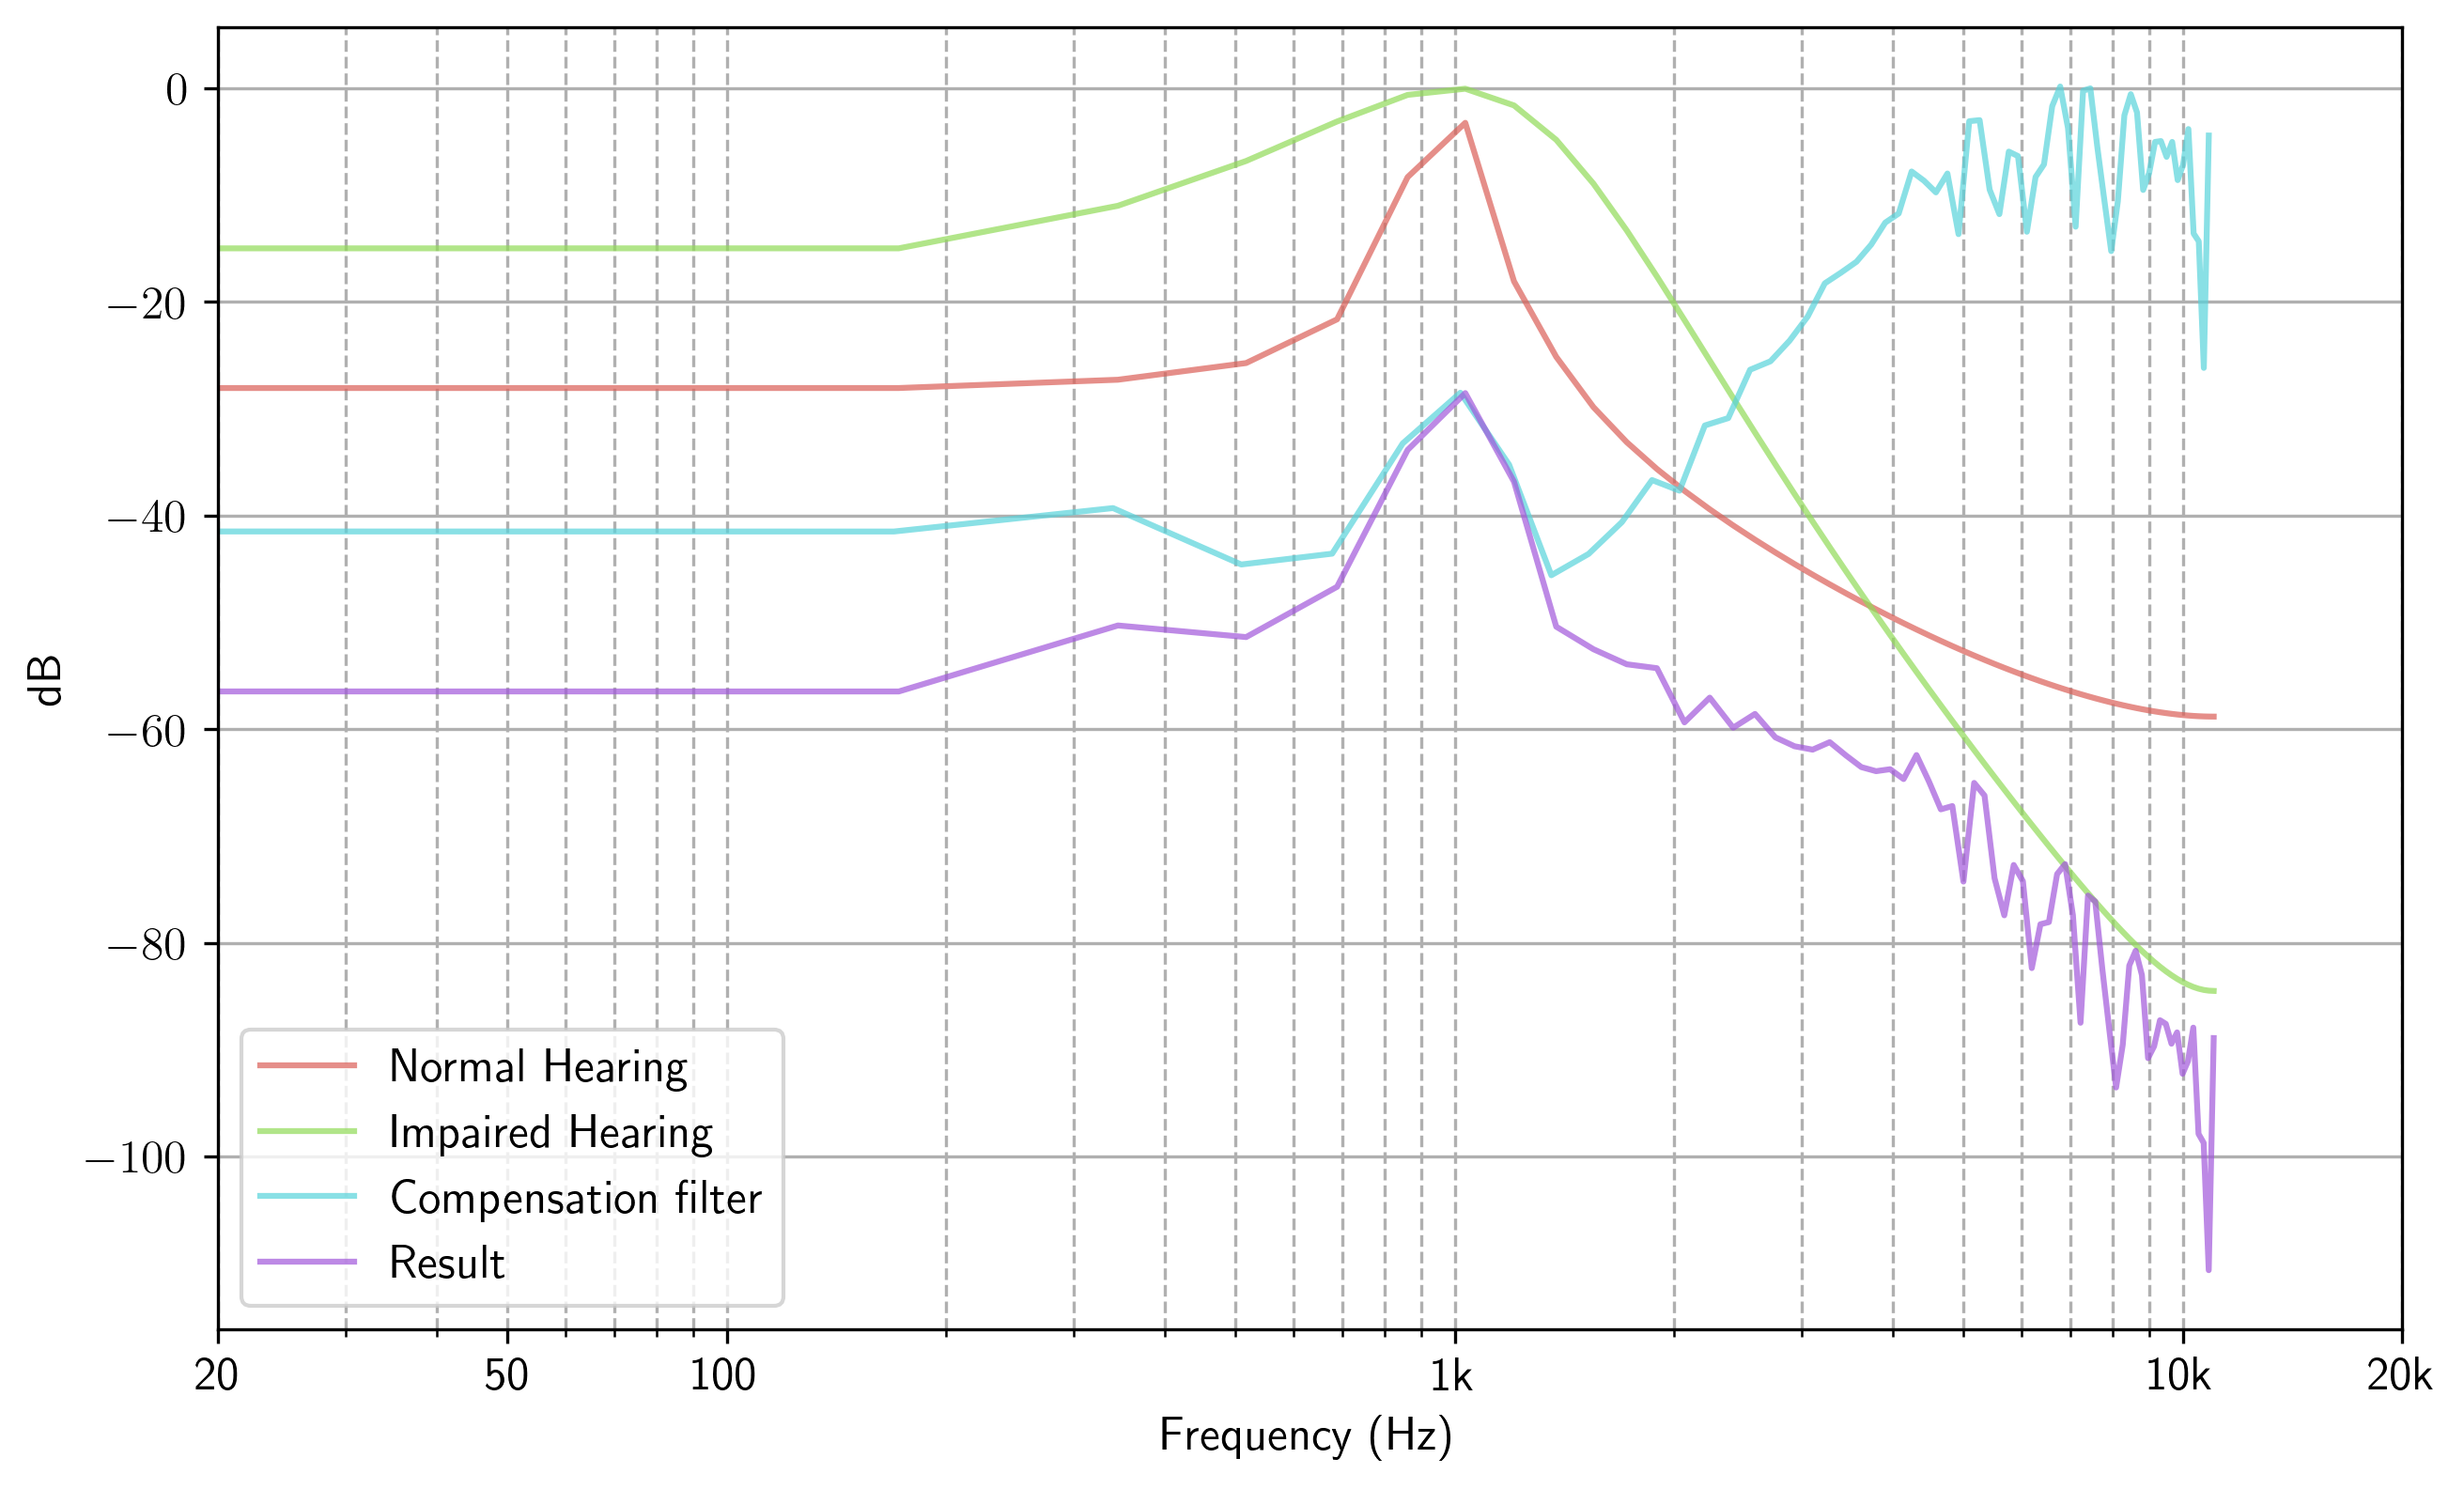 0
−20
−40
−60
−80
−100
dB
Normal Hearing
Impaired Hearing
Compensation filter
Result
20 50 100 1k 10k 20k
Frequency (Hz)